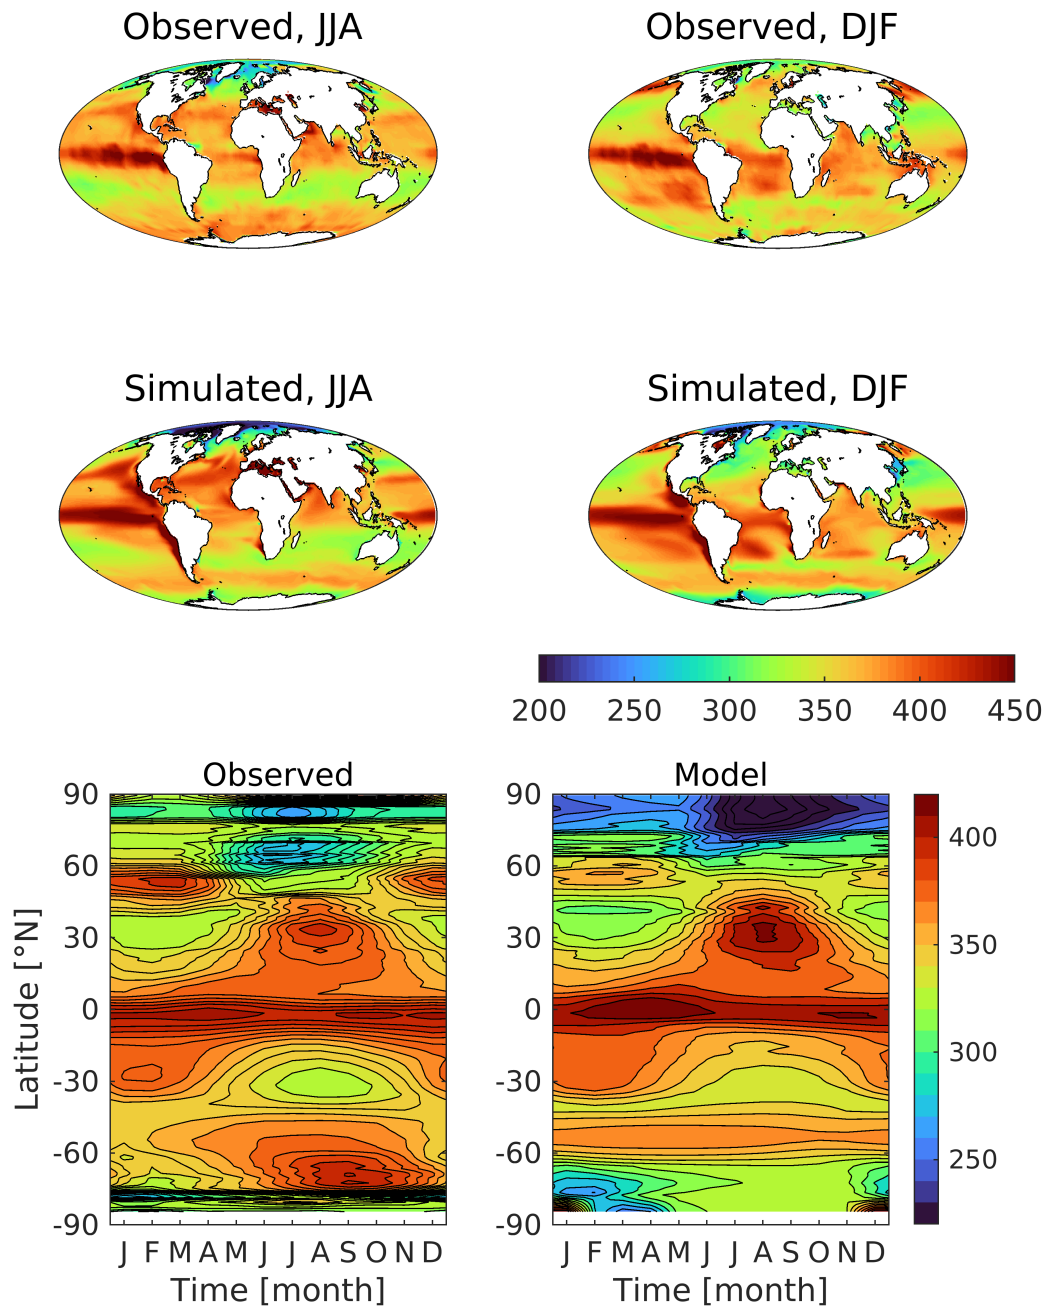 Observed, JJA
Observed, DJF
Simulated, JJA
Simulated, DJF
200 250 300 350 400 450
Observed
Model
90
60
30
0
-30
-60
-90
Latitude [°N]
J F M A M J J A S O N D
Time [month]
90
60
30
0
-30
-60
-90
J F M A M J J A S O N D
Time [month]
400
350
300
250